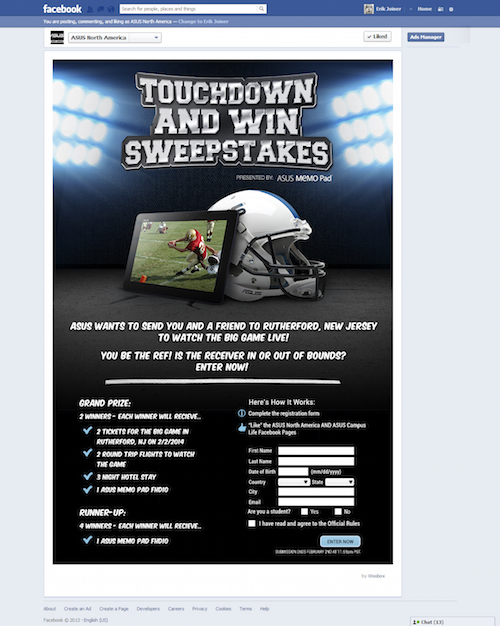 facebook
Search for people, places and things
Erik Joiner
Home
You are posting, commenting, and liking as ASUS North America — Change to Erik Joiner
ASUS North America
Liked
Ads Manager
TOUCHDOWN
AND WIN
SWEEPSTAKES
PRESENTED BY: ASUS MEMO Pad
ASUS WANTS TO SEND YOU AND A FRIEND TO RUTHERFORD, NEW JERSEY
TO WATCH THE BIG GAME LIVE!
YOU BE THE REF! IS THE RECEIVER IN OR OUT OF BOUNDS?
ENTER NOW!
GRAND PRIZE:
2 WINNERS - EACH WINNER WILL RECIEVE...
2 TICKETS FOR THE BIG GAME IN
RUTHERFORD, NJ ON 2/2/2014
2 ROUND TRIP FLIGHTS TO WATCH
THE GAME
3 NIGHT HOTEL STAY
1 ASUS MEMO PAD FHD10
RUNNER-UP:
4 WINNERS - EACH WINNER WILL RECIEVE...
1 ASUS MEMO PAD FHD10
Here's How It Works:
Complete the registration form
"Like" the ASUS North America AND ASUS Campus
Life Facebook Pages
First Name
Last Name
Date of Birth (mm/dd/yyyy)
Country State
City
Email
Are you a student? Yes No
I have read and agree to the Official Rules
ENTER NOW
SUBMISSION ENDS FEBRUARY 2ND AT 11:59pm PST
by Woobox
About Create an Ad Create a Page Developers Careers Privacy Cookies Terms Help
Facebook © 2013 · English (US)
Chat (13)